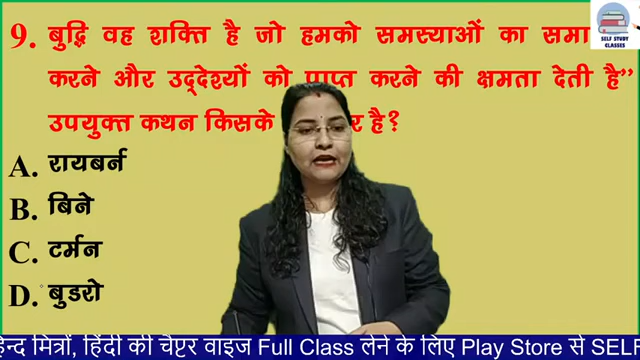 9. बुद्धि वह शक्ति है जो हमको समस्याओं का
करने और उद्देश्यों को प्राप्त करने की क्षमता देती है”
उपयुक्त कथन किसके है?
A. रायबर्न
B. बिने
C. टर्मन
D. बुडरो
SELF STUDY
CLASSES
मित्रों, हिंदी की चैप्टर वाइज Full Class लेने के लिए Play Store से SELF